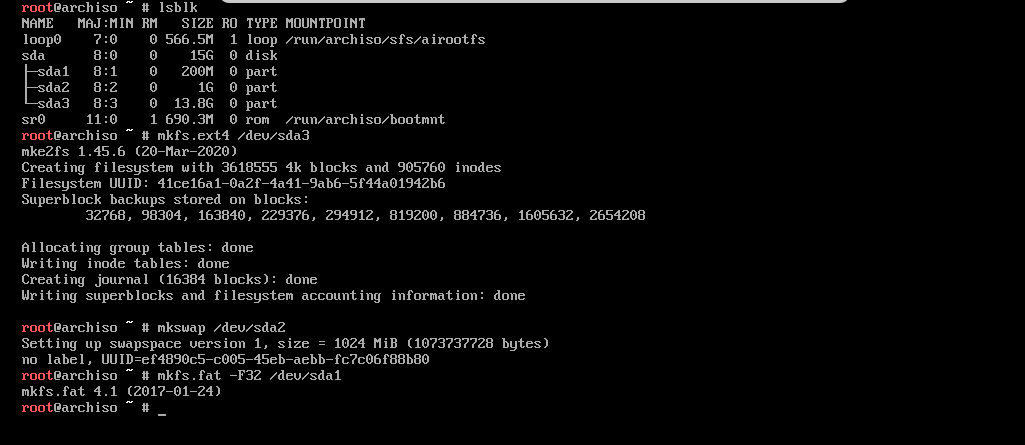 root@archiso ~ # lsblk
NAME   MAJ:MIN RM   SIZE RO TYPE MOUNTPOINT
loop0    7:0    0 566.5M  1 loop /run/archiso/sfs/airootfs
sda      8:0    0    15G  0 disk
├─sda1   8:1    0   200M  0 part
├─sda2   8:2    0     1G  0 part
└─sda3   8:3    0  13.8G  0 part
sr0     11:0    1 690.3M  0 rom  /run/archiso/bootmnt
root@archiso ~ # mkfs.ext4 /dev/sda3
mke2fs 1.45.6 (20-Mar-2020)
Creating filesystem with 3618555 4k blocks and 905760 inodes
Filesystem UUID: 41ce16a1-0a2f-4a41-9ab6-5f44a01942b6
Superblock backups stored on blocks:
        32768, 98304, 163840, 229376, 294912, 819200, 884736, 1605632, 2654208
Allocating group tables: done
Writing inode tables: done
Creating journal (16384 blocks): done
Writing superblocks and filesystem accounting information: done
root@archiso ~ # mkswap /dev/sda2
Setting up swapspace version 1, size = 1024 MiB (1073737728 bytes)
no label, UUID=ef4890c5-c005-45eb-aebb-fc7c06f88b80
root@archiso ~ # mkfs.fat -F32 /dev/sda1
mkfs.fat 4.1 (2017-01-24)
root@archiso ~ # _